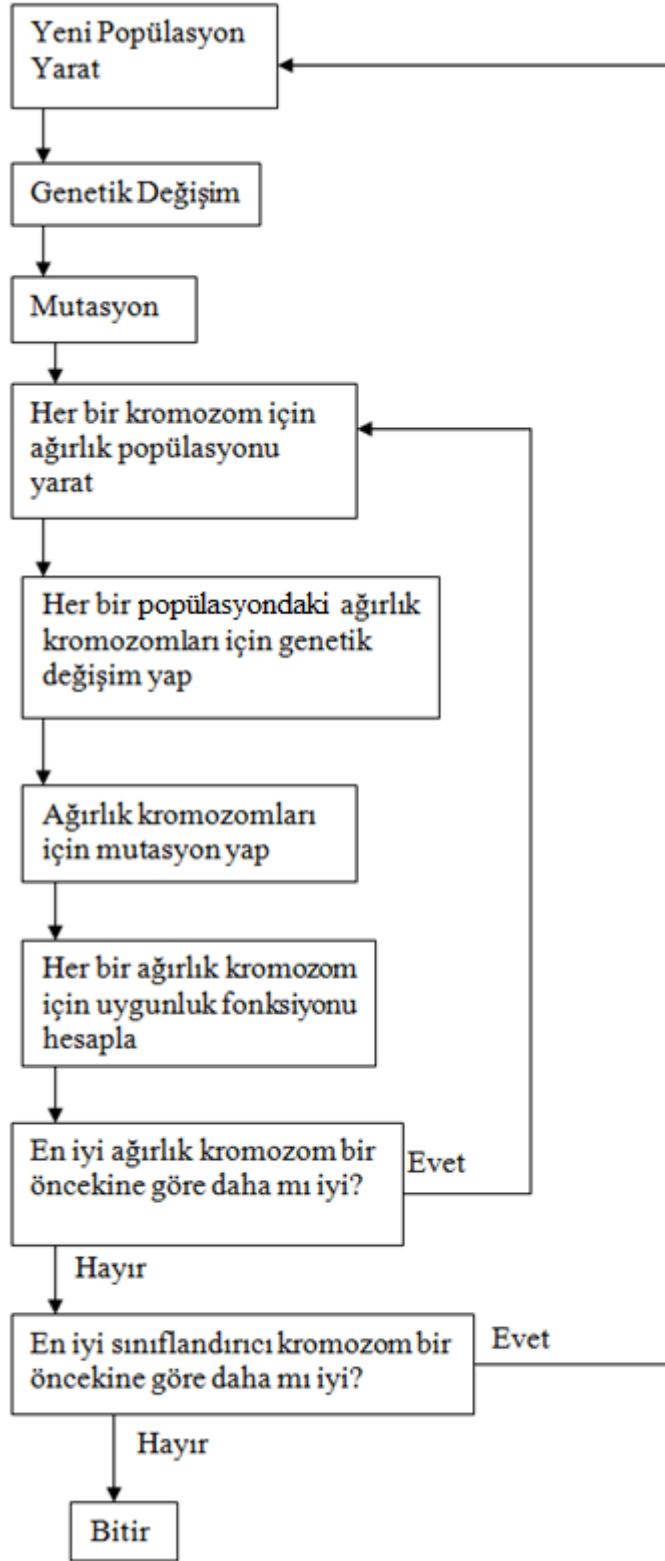 Yeni Popülasyon
Yarat
Genetik Değişim
Mutasyon
Her bir kromozom için
ağırlık popülasyonu
yarat
Her bir popülasyondaki ağırlık
kromozomları için genetik
değişim yap
Ağırlık kromozomları
için mutasyon yap
Her bir ağırlık kromozom
için uygunluk fonksiyonu
hesapla
En iyi ağırlık kromozom bir
öncekine göre daha mı iyi?
Evet
Hayır
En iyi sınıflandırıcı kromozom bir
öncekine göre daha mı iyi?
Evet
Hayır
Bitir